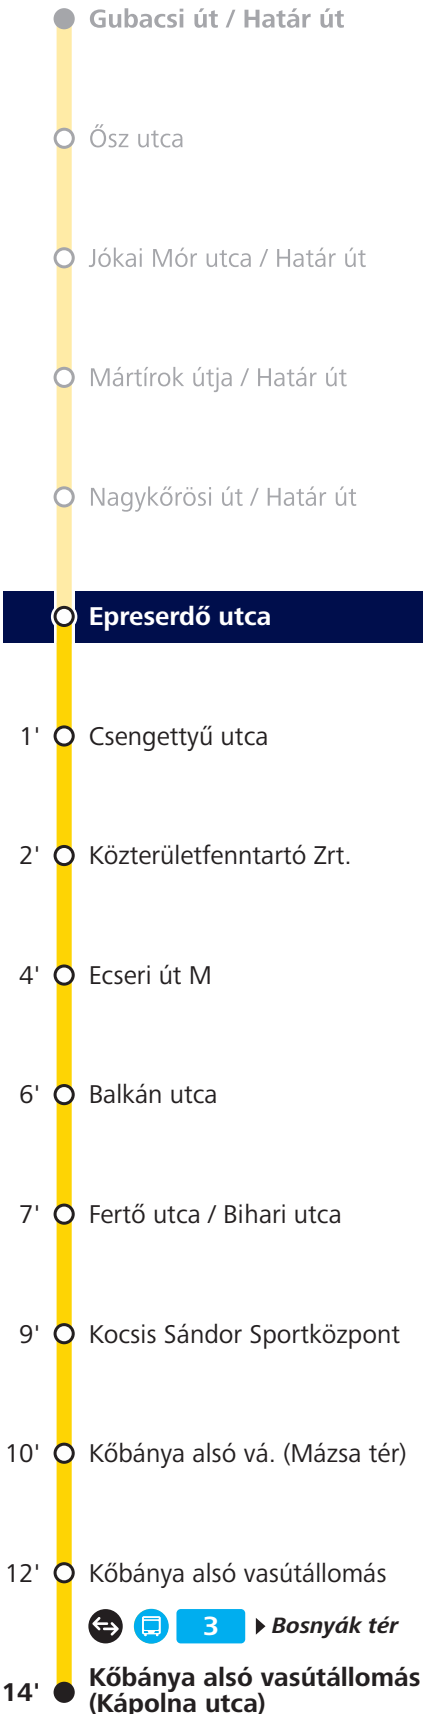 Gubacsi út / Határ út
Ősz utca
Jókai Mór utca / Határ út
Mártírok útja / Határ út
Nagykőrösi út / Határ út
Epreserdő utca
1' Csengettyű utca
2' Közterületfenntartó Zrt.
4' Ecseri út M
6' Balkán utca
7' Fertő utca / Bihari utca
9' Kocsis Sándor Sportközpont
10' Kőbánya alsó vá. (Mázsa tér)
12' Kőbánya alsó vasútállomás
3 Bosnyák tér
14' Kőbánya alsó vasútállomás
(Kápolna utca)